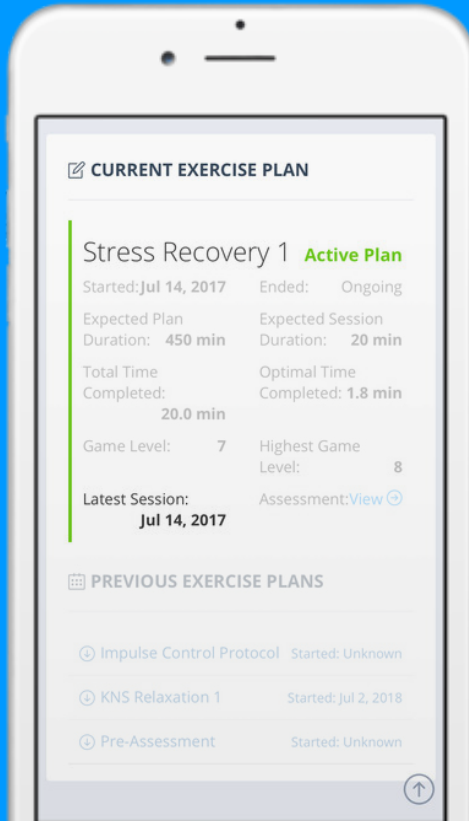 CURRENT EXERCISE PLAN
Stress Recovery 1 Active Plan
Started: Jul 14, 2017 Ended: Ongoing
Expected Plan Duration: 450 min
Expected Session Duration: 20 min
Total Time Completed: 20.0 min
Optimal Time Completed: 1.8 min
Game Level: 7
Highest Game Level: 8
Latest Session: Jul 14, 2017
Assessment: View
PREVIOUS EXERCISE PLANS
Impulse Control Protocol Started: Unknown
KNS Relaxation 1 Started: Jul 2, 2018
Pre-Assessment Started: Unknown